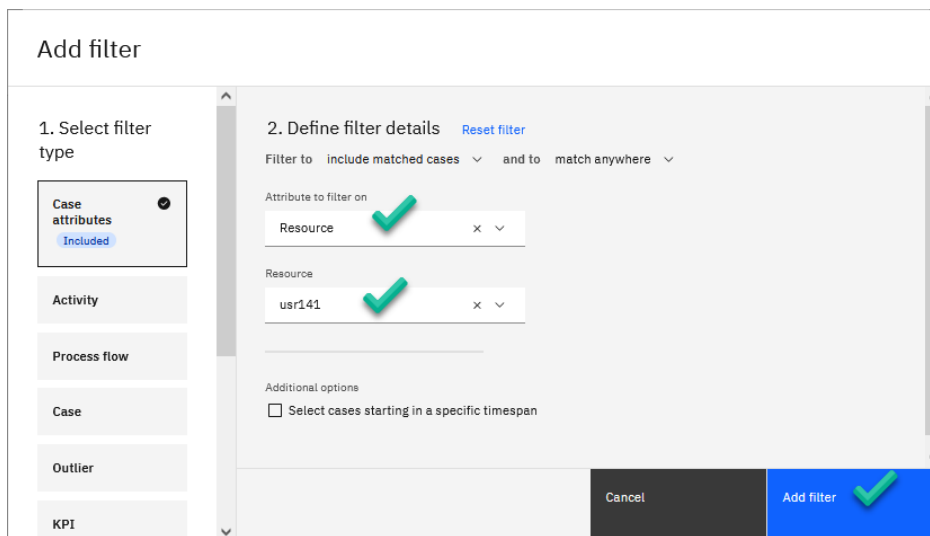 Add filter
1. Select filter
type
Case
attributes
Included
Activity
Process flow
Case
Outlier
KPI
2. Define filter details Reset filter
Filter to include matched cases and to match anywhere
Attribute to filter on
Resource
Resource
usr141
Additional options
Select cases starting in a specific timespan
Cancel Add filter